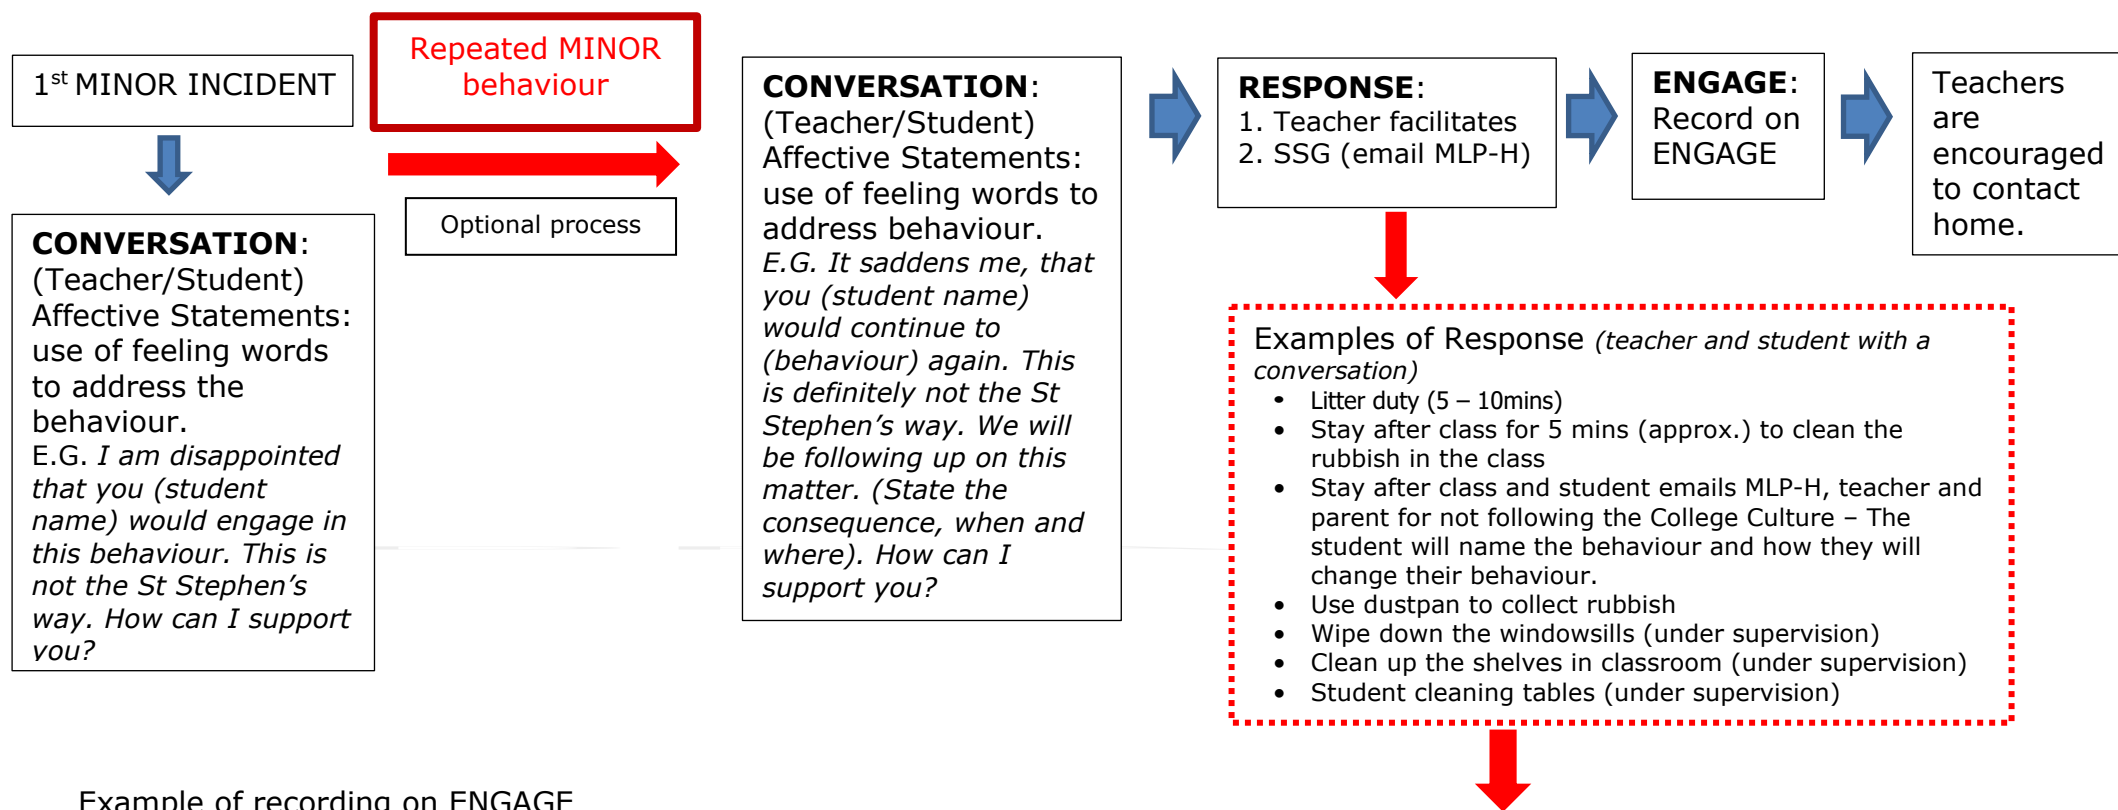 1st MINOR INCIDENT
CONVERSATION:
(Teacher/Student)
Affective Statements:
use of feeling words
to address the
behaviour.
E.G. I am disappointed
that you (student
name) would engage in
this behaviour. This is
not the St Stephen’s
way. How can I support
you?
Repeated MINOR
behaviour
Optional process
CONVERSATION:
(Teacher/Student)
Affective Statements:
use of feeling words to
address behaviour.
E.G. It saddens me, that
you (student name)
would continue to
(behaviour) again. This
is definitely not the St
Stephen’s way. We will
be following up on this
matter. (State the
consequence, when and
where). How can I
support you?
RESPONSE:
1. Teacher facilitates
2. SSG (email MLP-H)
ENGAGE:
Record on
ENGAGE
Teachers
are
encouraged
to contact
home.
Examples of Response (teacher and student with a
conversation)
• Litter duty (5 – 10mins)
• Stay after class for 5 mins (approx.) to clean the
rubbish in the class
• Stay after class and student emails MLP-H, teacher and
parent for not following the College Culture – The
student will name the behaviour and how they will
change their behaviour.
• Use dustpan to collect rubbish
• Wipe down the windowsills (under supervision)
• Clean up the shelves in classroom (under supervision)
• Student cleaning tables (under supervision)
Example of recording on ENGAGE